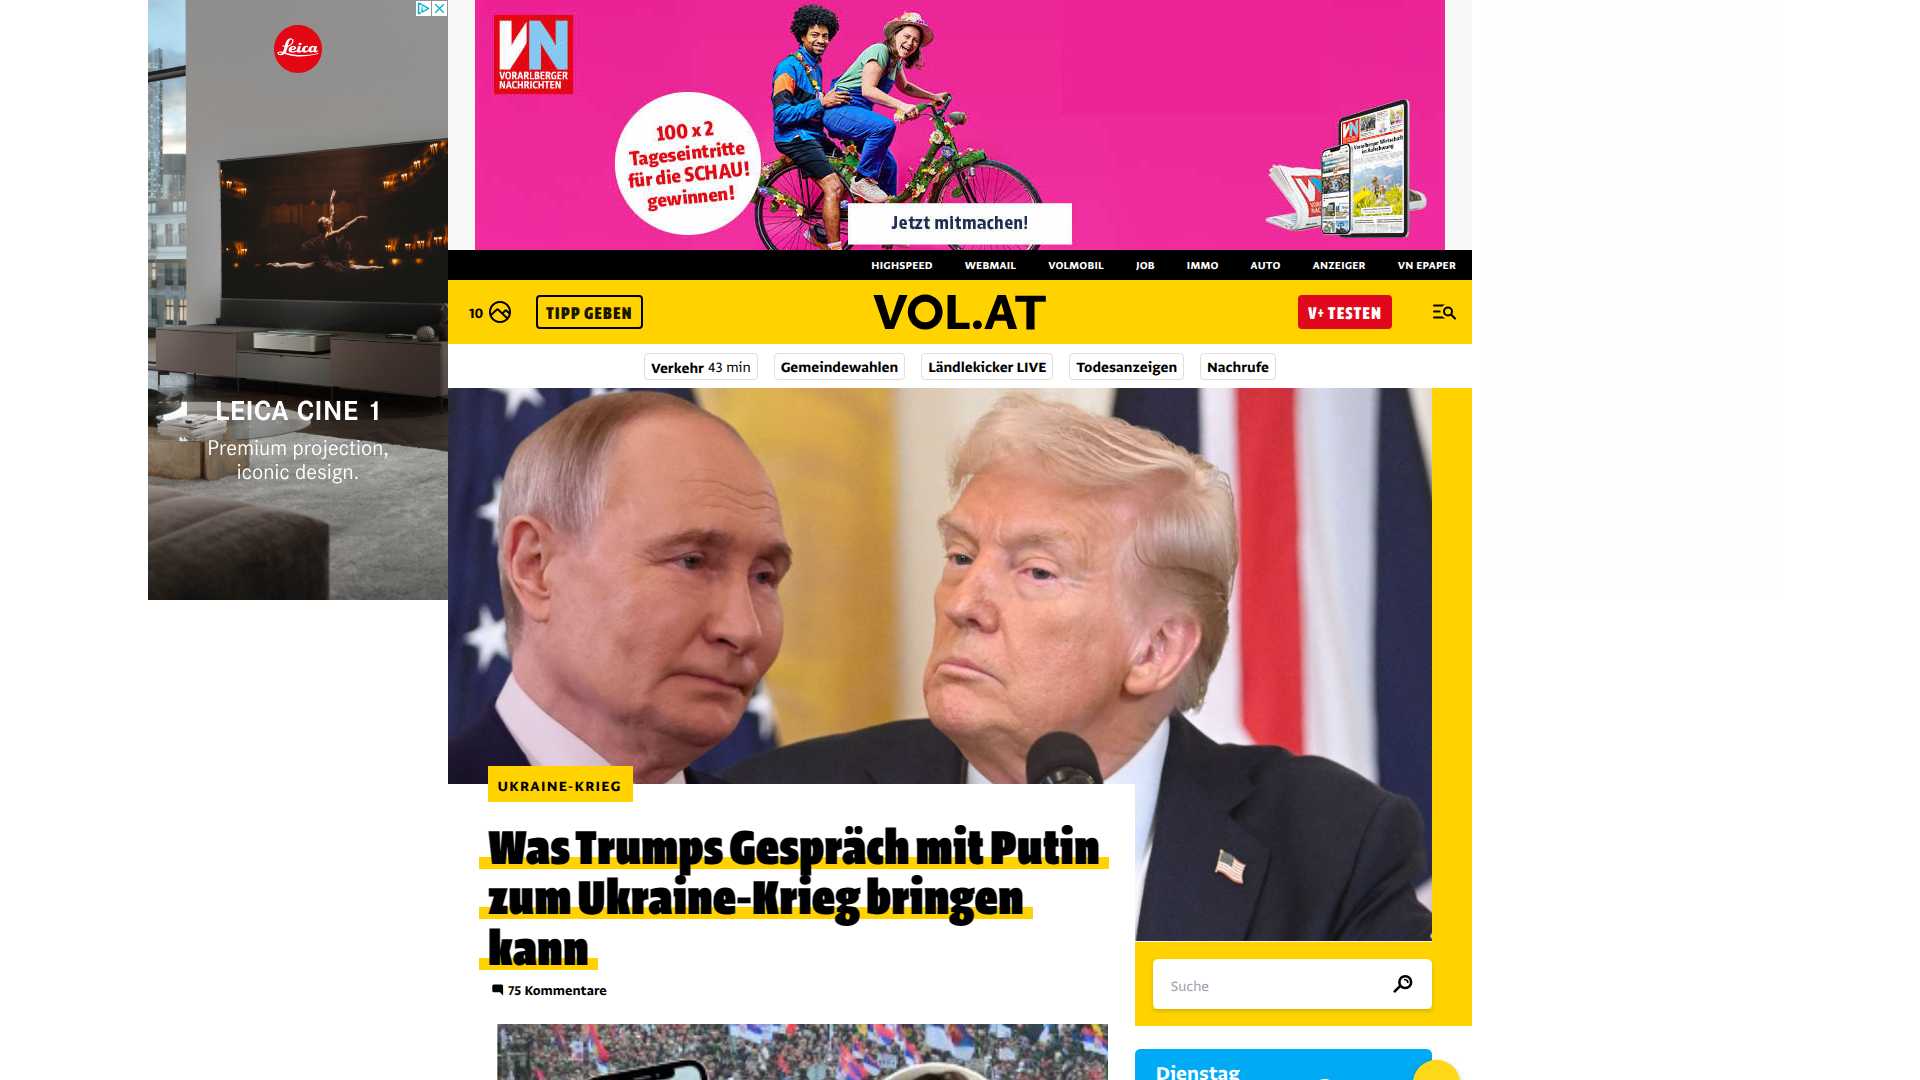 Leica
LEICA CINE 1
Premium projection,
iconic design.
VN
VORARLBERGER
NACHRICHTEN
100 x 2
Tageseintritte
für die SCHAU!
gewinnen!
Jetzt mitmachen!
VN
HIGHSPEED
WEBMAIL
VOLMOBIL
JOB
IMMO
AUTO
ANZEIGER
VN EPAPER
10
TIPP GEBEN
VOL.AT
V+ TESTEN
Verkehr 43 min
Gemeindewahlen
Ländlekicker LIVE
Todesanzeigen
Nachrufe
UKRAINE-KRIEG
Was Trumps Gespräch mit Putin
zum Ukraine-Krieg bringen
kann
75 Kommentare
Suche
Dienstag